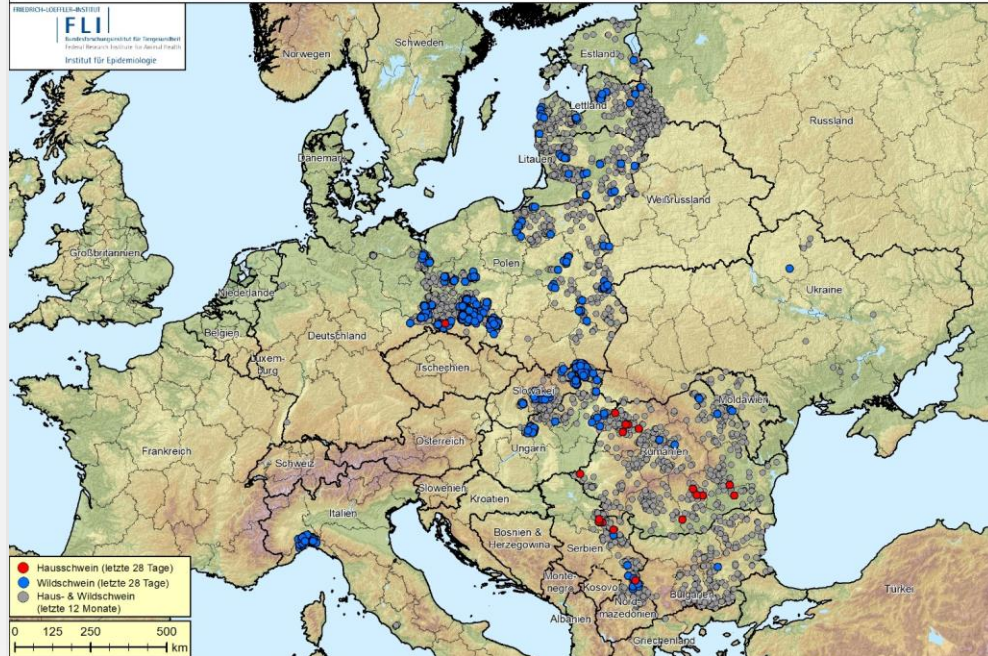 FRIEDRICH-LOEFFLER-INSTITUT
FLI
Bundesforschungsinstitut für Tiergesundheit
Federal Research Institute for Animal Health
Institut für Epidemiologie
Norwegen
Schweden
Estland
Lettland
Russland
Dänemark
Litauen
Weißrussland
Großbritannien
Niederlande
Polen
Ukraine
Belgien
Deutschland
Luxem-
burg
Tschechien
Slowakei
Moldawien
Frankreich
Österreich
Ungarn
Rumänien
Schweiz
Slowenien
Kroatien
Italien
Bosnien &
Herzegowina
Serbien
Monte-
negro
Kosovo
Bulgarien
Nord-
mazedonien
Albanien
Türkei
Griechenland
Hausschwein (letzte 28 Tage)
Wildschwein (letzte 28 Tage)
Haus- & Wildschwein
(letzte 12 Monate)
0 125 250 500
km